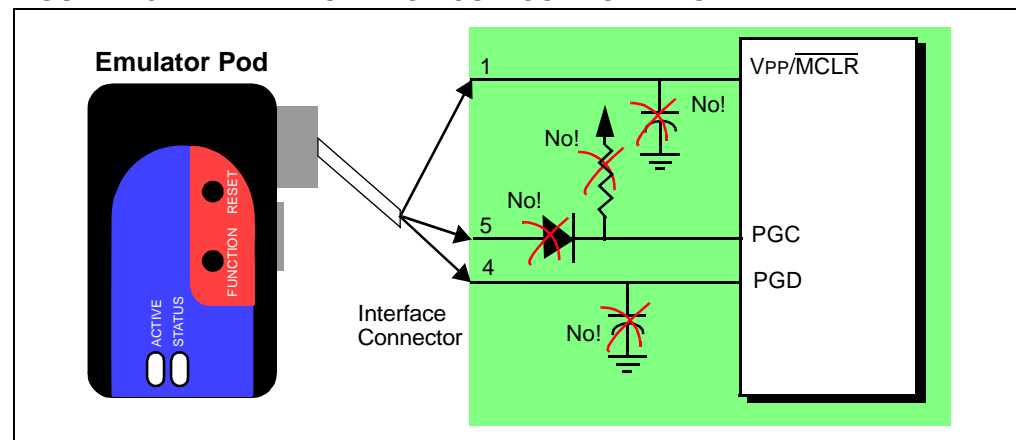 Emulator Pod
RESET
FUNCTION
ACTIVE
STATUS
1
VPP/MCLR
No!
No!
No!
5
PGC
4
PGD
Interface
Connector
No!